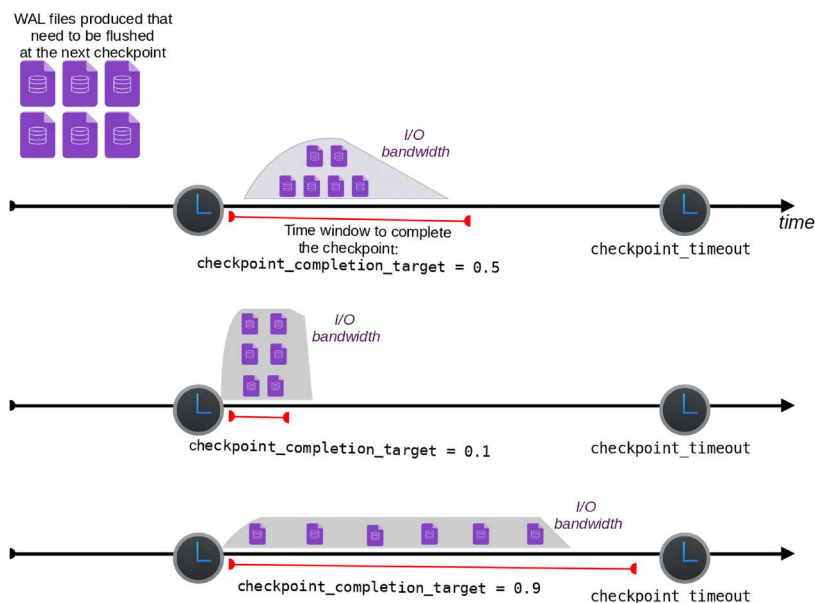 WAL files produced that
need to be flushed
at the next checkpoint
I/O
bandwidth
time
Time window to complete
the checkpoint:
checkpoint_completion_target = 0.5
checkpoint_timeout
I/O
bandwidth
checkpoint_completion_target = 0.1
checkpoint_timeout
I/O
bandwidth
checkpoint_completion_target = 0.9
checkpoint_timeout